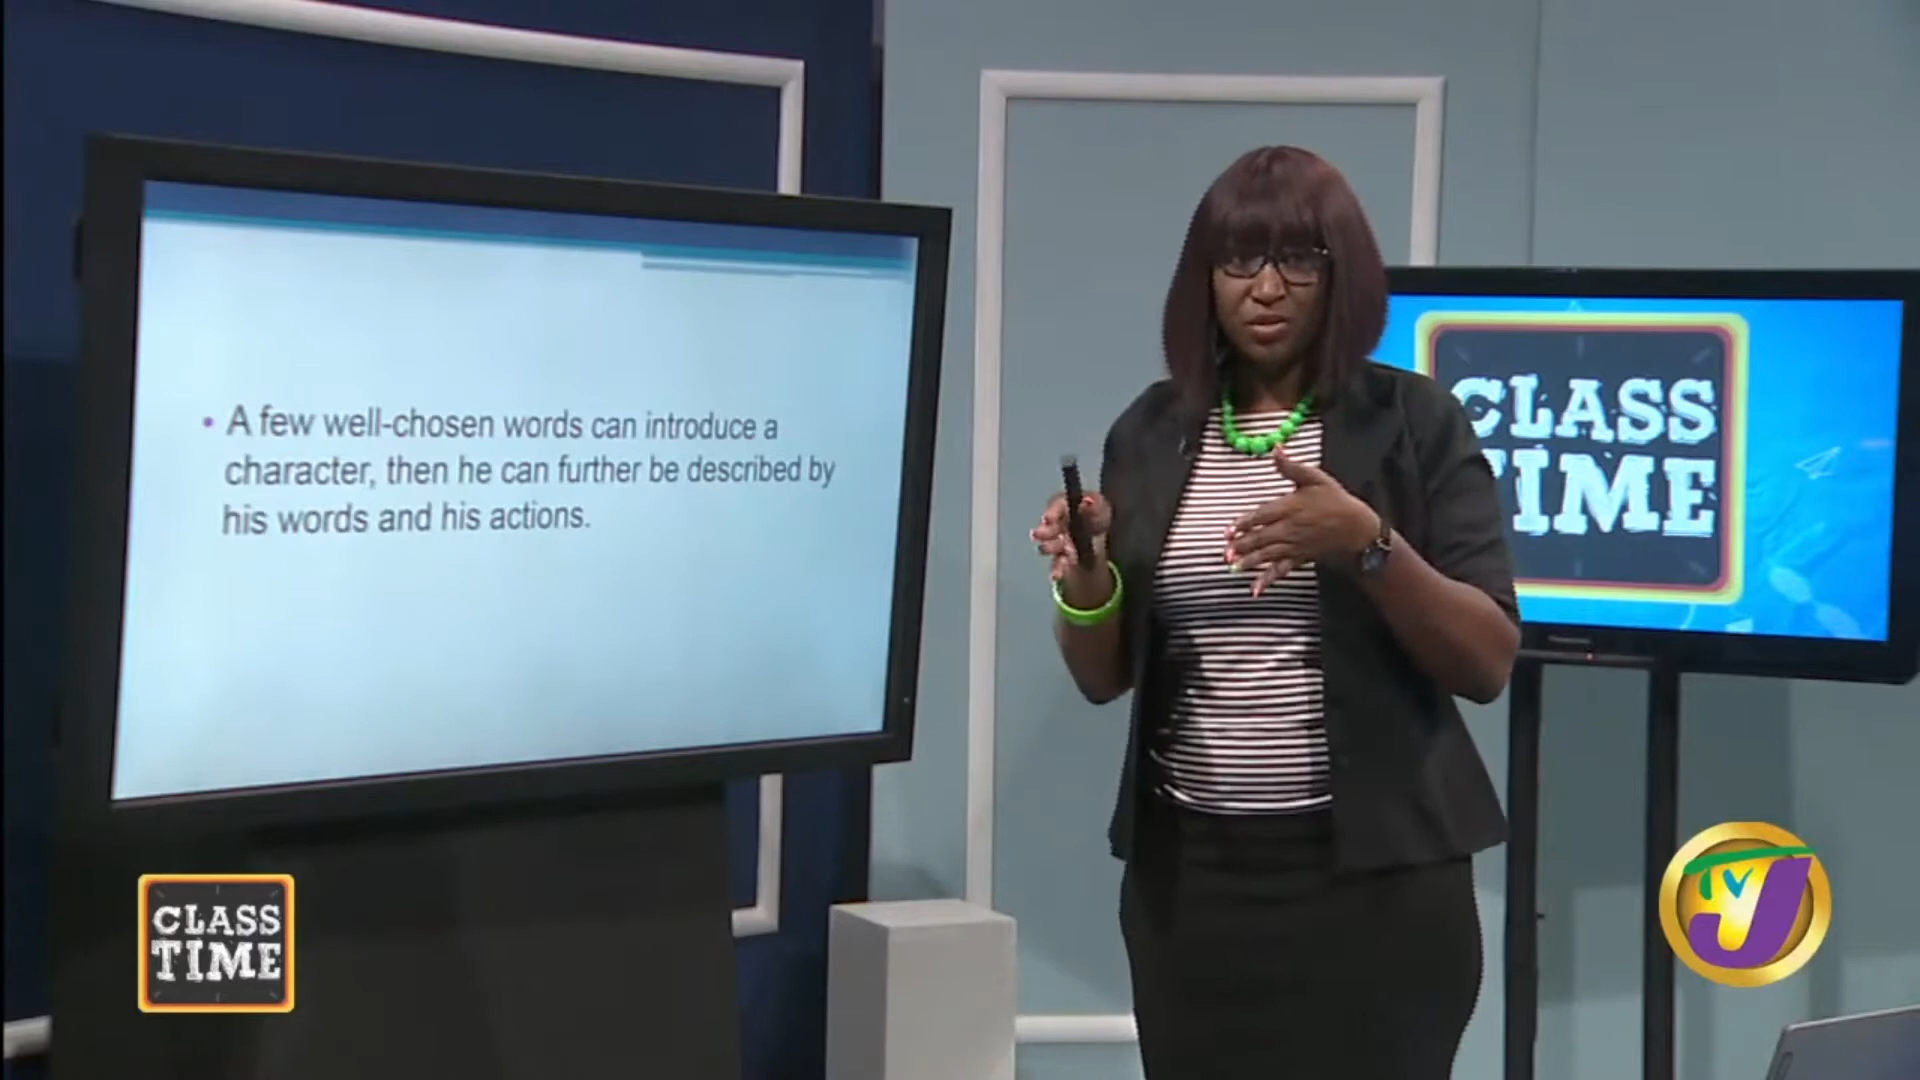 • A few well-chosen words can introduce a
character, then he can further be described by
his words and his actions.
CLASS
TIME
CLASS
TIME
TVJ